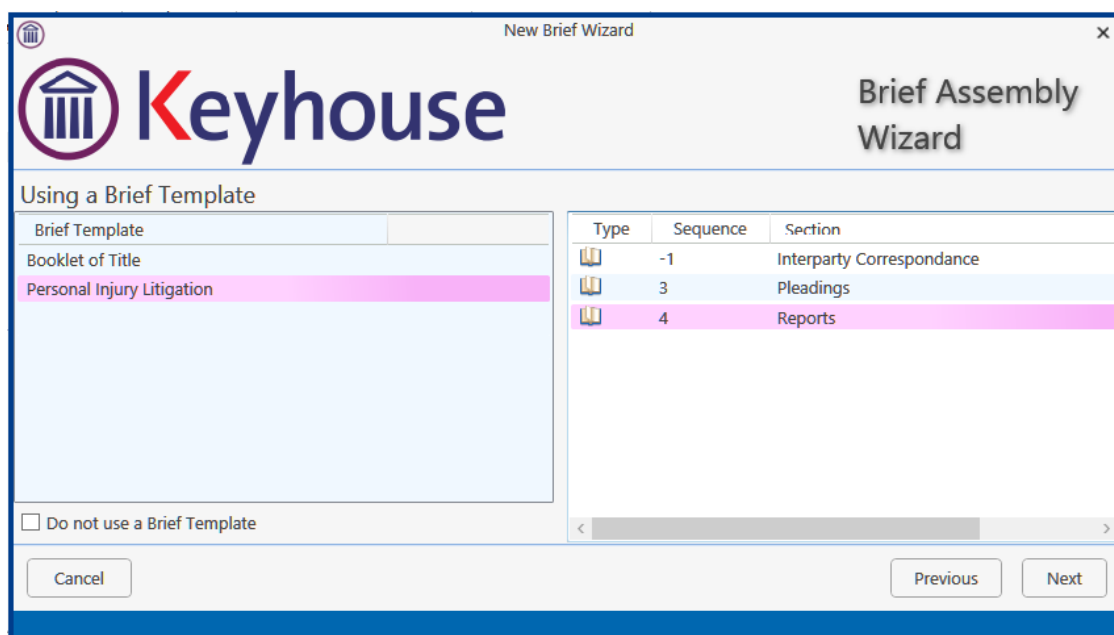 New Brief Wizard
Keyhouse
Brief Assembly
Wizard
Using a Brief Template
Brief Template
Booklet of Title
Personal Injury Litigation
Do not use a Brief Template
Type Sequence Section
-1 Interparty Correspondance
3 Pleadings
4 Reports
Cancel Previous Next